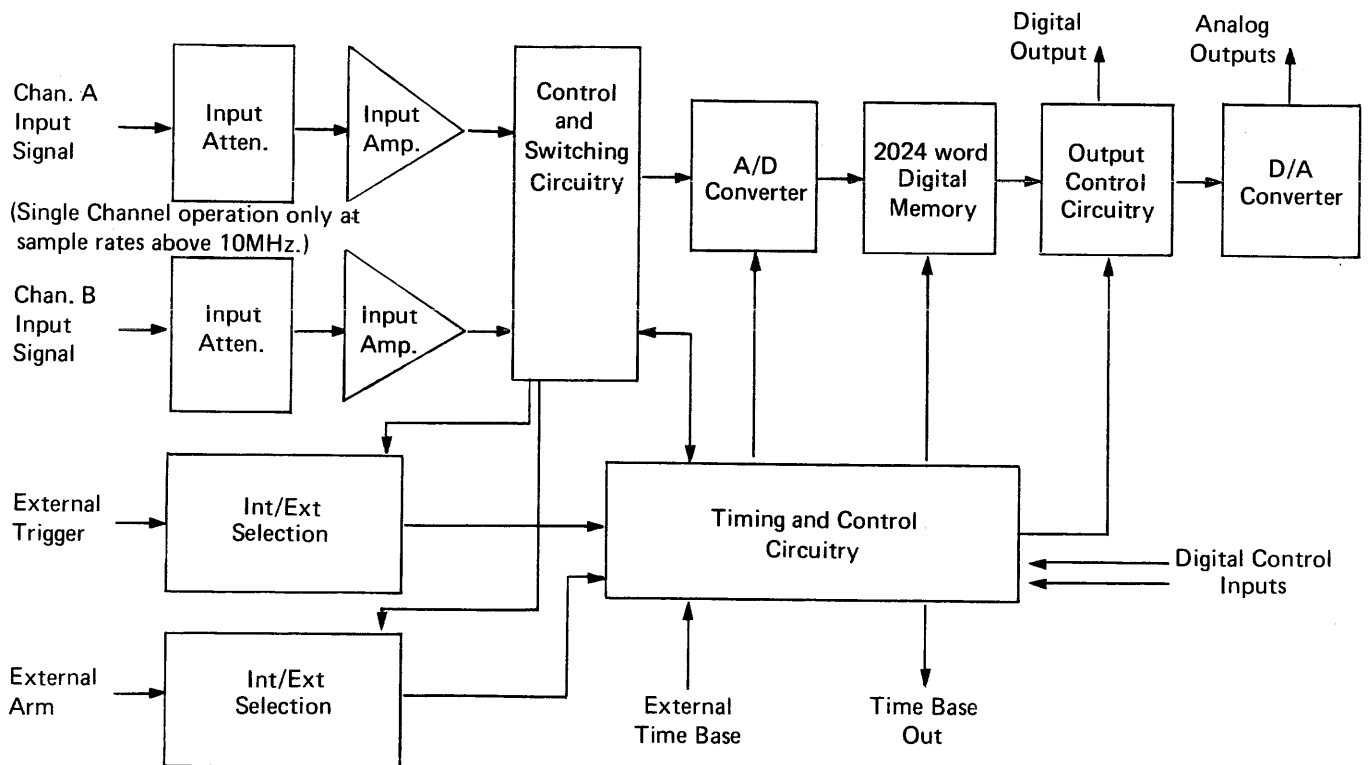 Digital
Output
Analog
Outputs
Chan. A
Input
Signal
Input
Atten.
Input
Amp.
Control
and
Switching
Circuitry
A/D
Converter
2024 word
Digital
Memory
Output
Control
Circuitry
D/A
Converter
(Single Channel operation only at
sample rates above 10MHz.)
Chan. B
Input
Signal
Input
Atten.
Input
Amp.
External
Trigger
Int/Ext
Selection
Timing and Control
Circuitry
Digital Control
Inputs
External
Arm
Int/Ext
Selection
External
Time Base
Time Base
Out